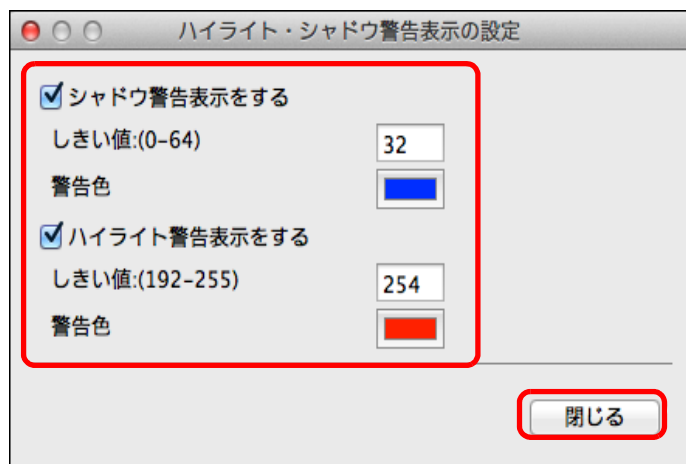 ハイライト・シャドウ警告表示の設定
シャドウ警告表示をする
しきい値:(0-64) 32
警告色
ハイライト警告表示をする
しきい値:(192-255) 254
警告色
閉じる